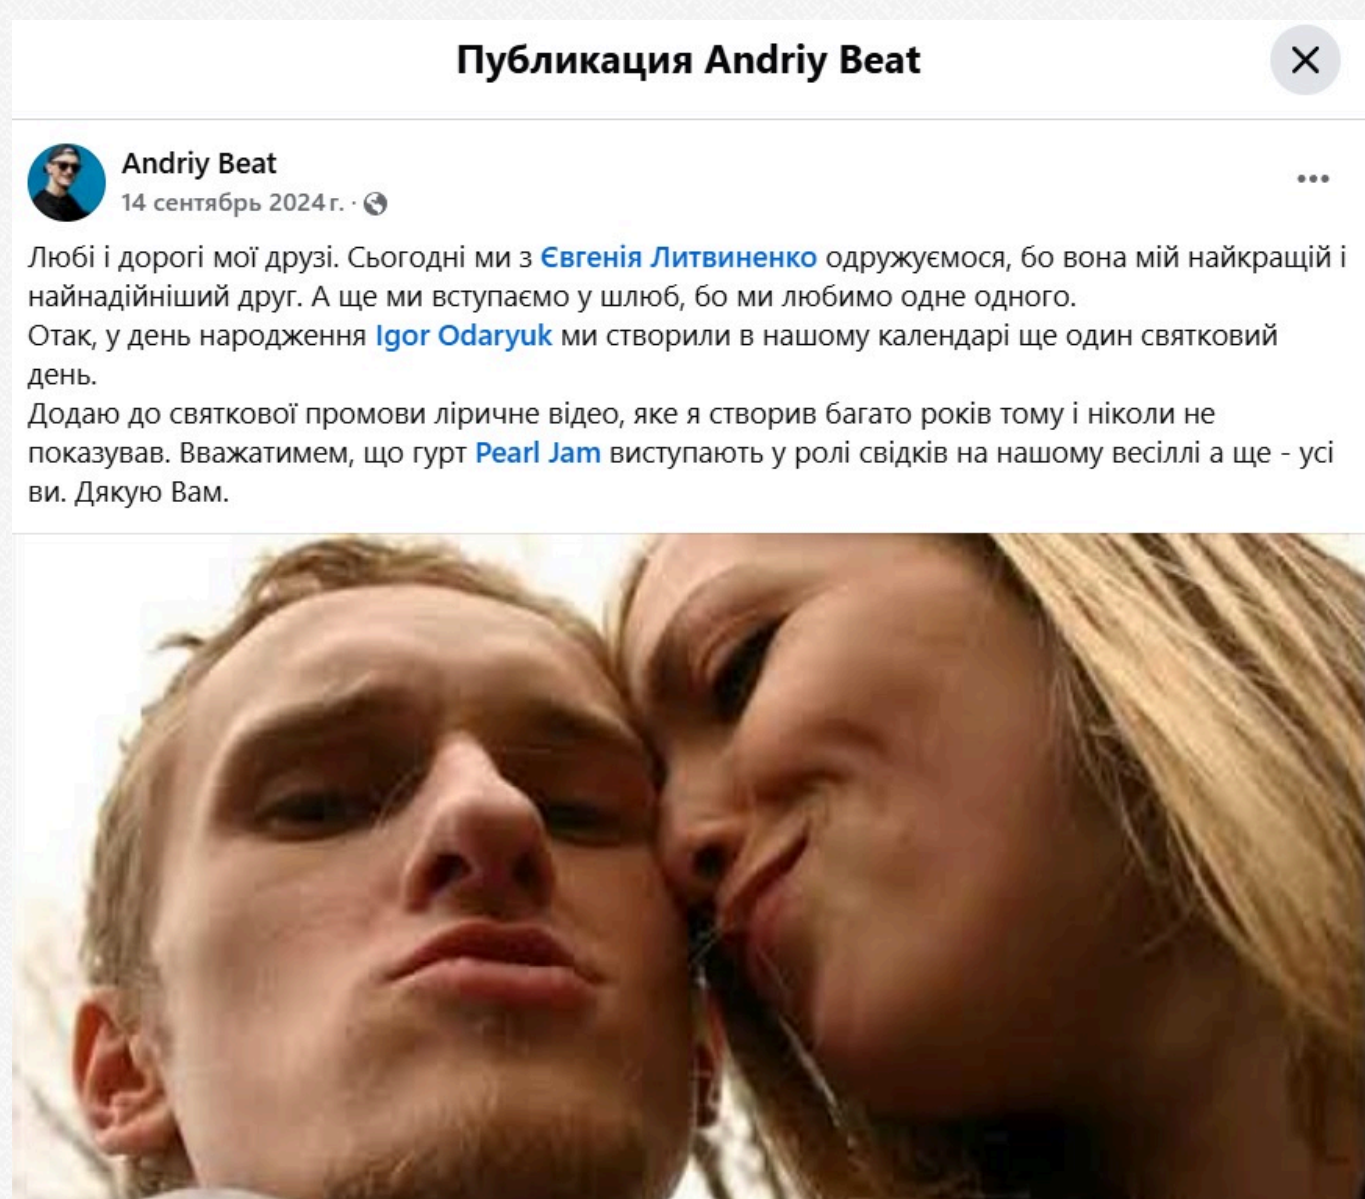 Публикация Andriy Beat
Andriy Beat
14 сентябрь 2024 г. ·
Любі і дорогі мої друзі. Сьогодні ми з Євгенія Литвиненко одружуємося, бо вона мій найкращій і
найнадійніший друг. А ще ми вступаємо у шлюб, бо ми любимо одне одного.
Отак, у день народження Igor Odaryuk ми створили в нашому календарі ще один святковий
день.
Додаю до святкової промови ліричне відео, яке я створив багато років тому і ніколи не
показував. Вважатимем, що гурт Pearl Jam виступають у ролі свідків на нашому весіллі а ще - усі
ви. Дякую Вам.